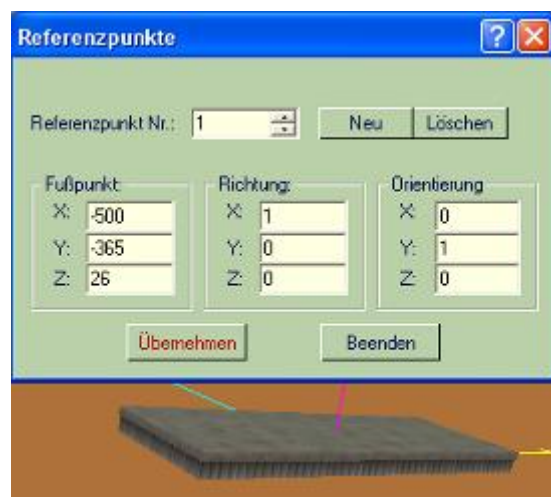 Referenzpunkte
Referenzpunkt Nr.: 1 Neu Löschen
Fußpunkt: Richtung: Orientierung
X: -500 X: 1 X: 0
Y: -365 Y: 0 Y: 1
Z: 26 Z: 0 Z: 0
Übernehmen Beenden